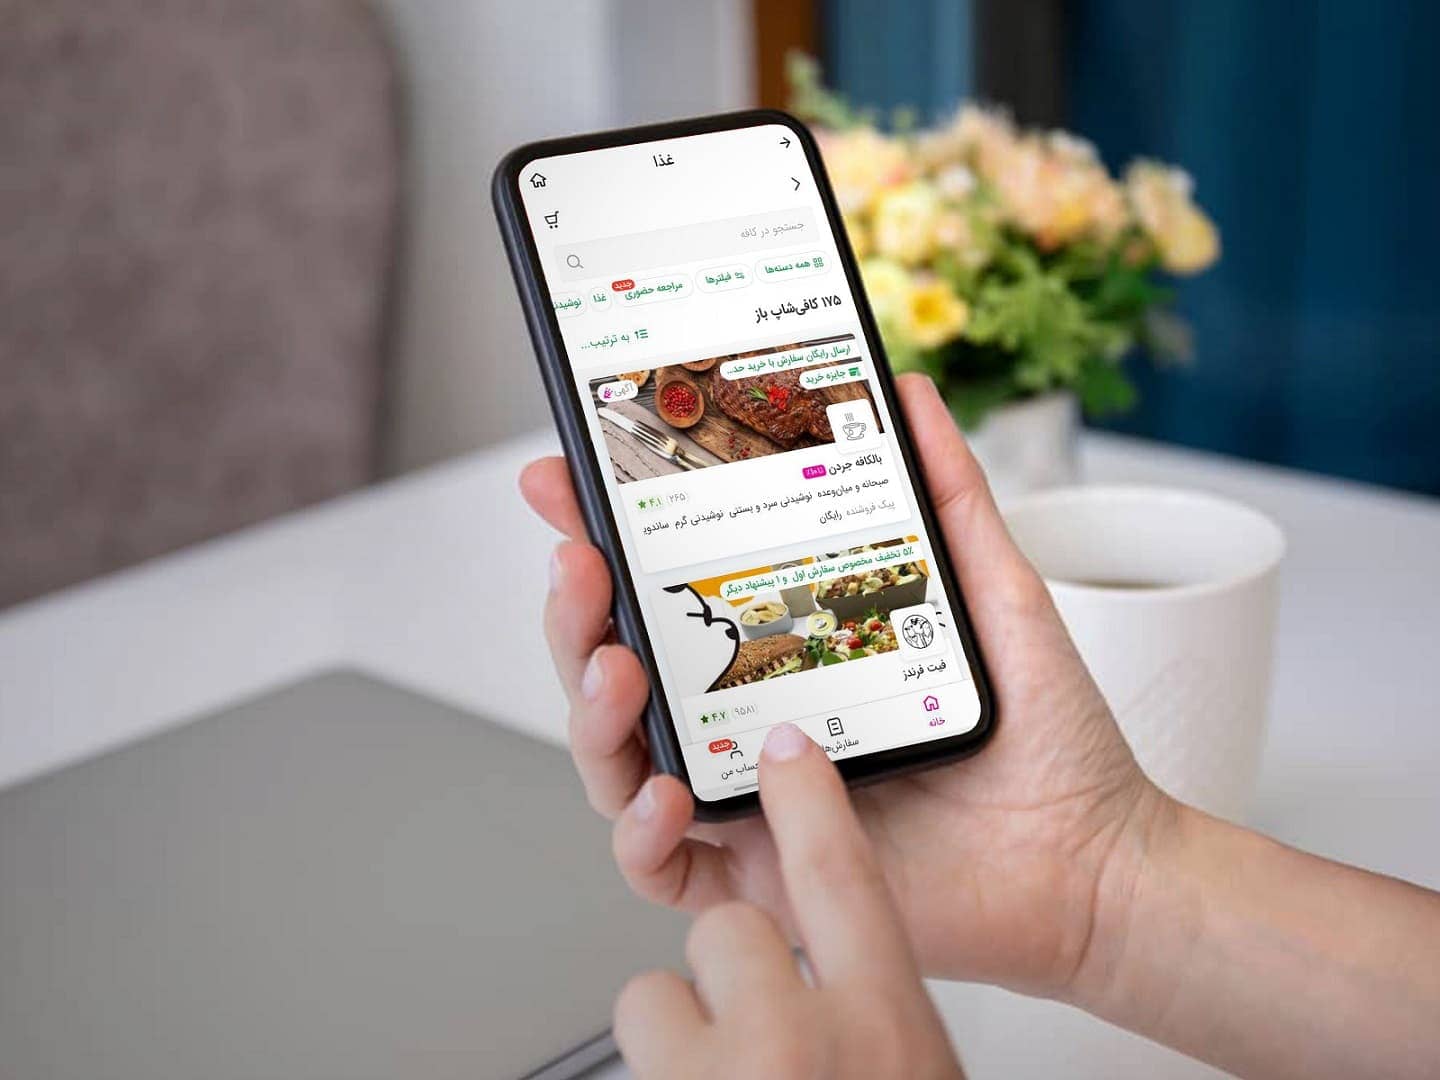 غذا
جستجو در کافه
همه دسته‌ها
فیلترها
مراجعه حضوری
جدید
غذا
نوشیدنی
۱۷۵ کافی‌شاپ باز
به ترتیب...
ارسال رایگان سفارش با خرید حد...
جایزه خرید
آگهی
بالکافه جردن
تا ۱۰٪
۴.۱ (۲۶۵)
صبحانه و میان‌وعده نوشیدنی سرد و بستنی نوشیدنی گرم ساندوی
پیک فروشنده رایگان
۵٪ تخفیف مخصوص سفارش اول و ۱ پیشنهاد دیگر
فیت فرندز
۴.۷ (۹۵۸۱)
خانه
سفارش‌ها
جدید
حساب من